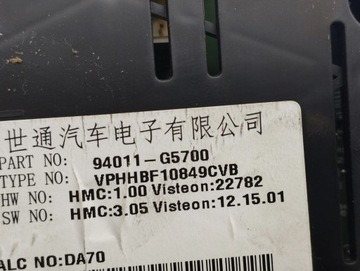 世通汽车电子有限公司
PART NO: 94011-G5700
TYPE NO: VPHHBF10849CVB
HW NO: HMC:1.00 Visteon:22782
SW NO: HMC:3.05 Visteon:12.15.01
ALC NO:DA70